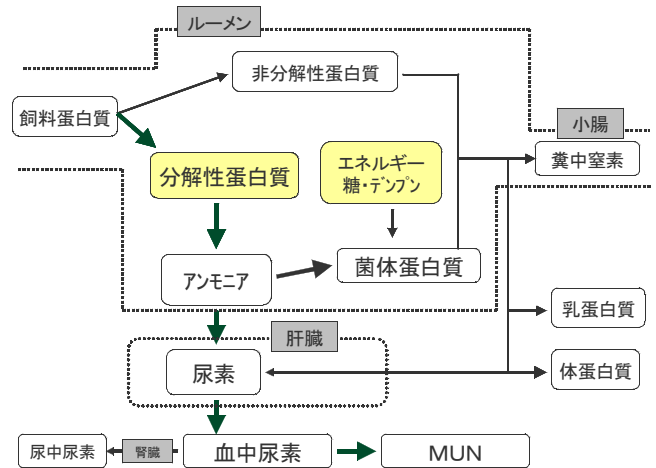 ルーメン
非分解性蛋白質
飼料蛋白質
小腸
糞中窒素
エネルギー
糖・ﾃﾞﾝﾌﾟﾝ
分解性蛋白質
菌体蛋白質
ｱﾝﾓﾆｱ
乳蛋白質
肝臓
尿素
体蛋白質
尿中尿素
腎臓
血中尿素
ＭＵＮ